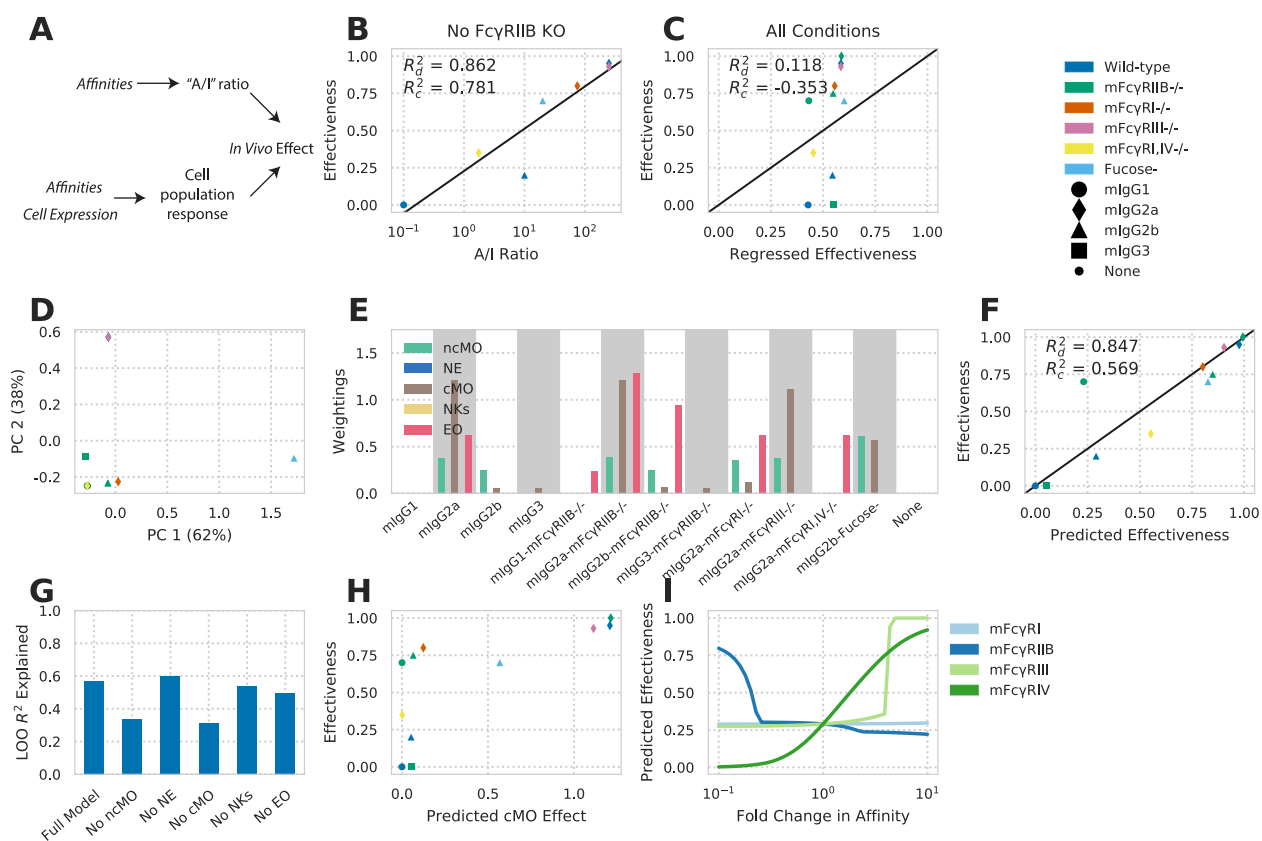 A
Affinities
“A/I” ratio
In Vivo Effect
Affinities
Cell Expression
Cell
population
response
B
No FcγRIIB KO
R²d = 0.862
R²c = 0.781
Effectiveness
1.00
0.75
0.50
0.25
0.00
10⁻¹ 10⁰ 10¹ 10²
A/I Ratio
C
All Conditions
R²d = 0.118
R²c = -0.353
Effectiveness
1.00
0.75
0.50
0.25
0.00
0.00 0.25 0.50 0.75 1.00
Regressed Effectiveness
Wild-type
mFcγRIIB-/-
mFcγRI-/-
mFcγRIII-/-
mFcγRI,IV-/-
Fucose-
mIgG1
mIgG2a
mIgG2b
mIgG3
None
D
PC 2 (38%)
0.6
0.4
0.2
0.0
-0.2
0.0 0.5 1.0 1.5
PC 1 (62%)
E
Weightings
1.5
1.0
0.5
0.0
ncMO
NE
cMO
NKs
EO
mIgG1
mIgG2a
mIgG2b
mIgG3
mIgG1-mFcγRIIB-/-
mIgG2a-mFcγRIIB-/-
mIgG2b-mFcγRIIB-/-
mIgG3-mFcγRIIB-/-
mIgG2a-mFcγRI-/-
mIgG2a-mFcγRIII-/-
mIgG2a-mFcγRI,IV-/-
mIgG2b-Fucose-
None
F
R²d = 0.847
R²c = 0.569
Effectiveness
1.00
0.75
0.50
0.25
0.00
0.00 0.25 0.50 0.75 1.00
Predicted Effectiveness
G
LOO R² Explained
1.0
0.8
0.6
0.4
0.2
0.0
Full Model
No ncMO
No NE
No cMO
No NKs
No EO
H
Effectiveness
1.00
0.75
0.50
0.25
0.00
0.0 0.5 1.0
Predicted cMO Effect
I
Predicted Effectiveness
1.00
0.75
0.50
0.25
0.00
10⁻¹ 10⁰ 10¹
Fold Change in Affinity
mFcγRI
mFcγRIIB
mFcγRIII
mFcγRIV